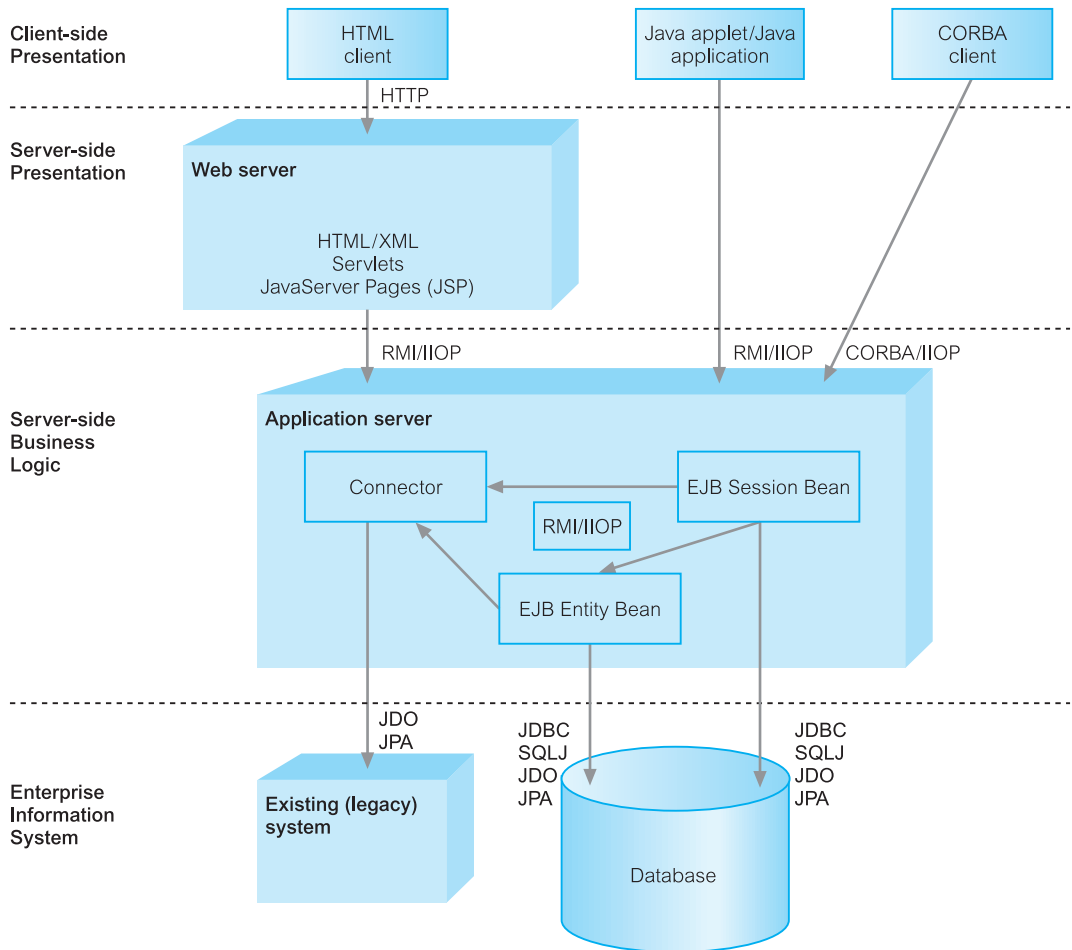 Client-side
Presentation
HTML
client
Java applet/Java
application
CORBA
client
HTTP
Server-side
Presentation
Web server
HTML/XML
Servlets
JavaServer Pages (JSP)
RMI/IIOP
RMI/IIOP
CORBA/IIOP
Server-side
Business
Logic
Application server
Connector
EJB Session Bean
RMI/IIOP
EJB Entity Bean
JDO
JPA
JDBC
SQLJ
JDO
JPA
JDBC
SQLJ
JDO
JPA
Enterprise
Information
System
Existing (legacy)
system
Database